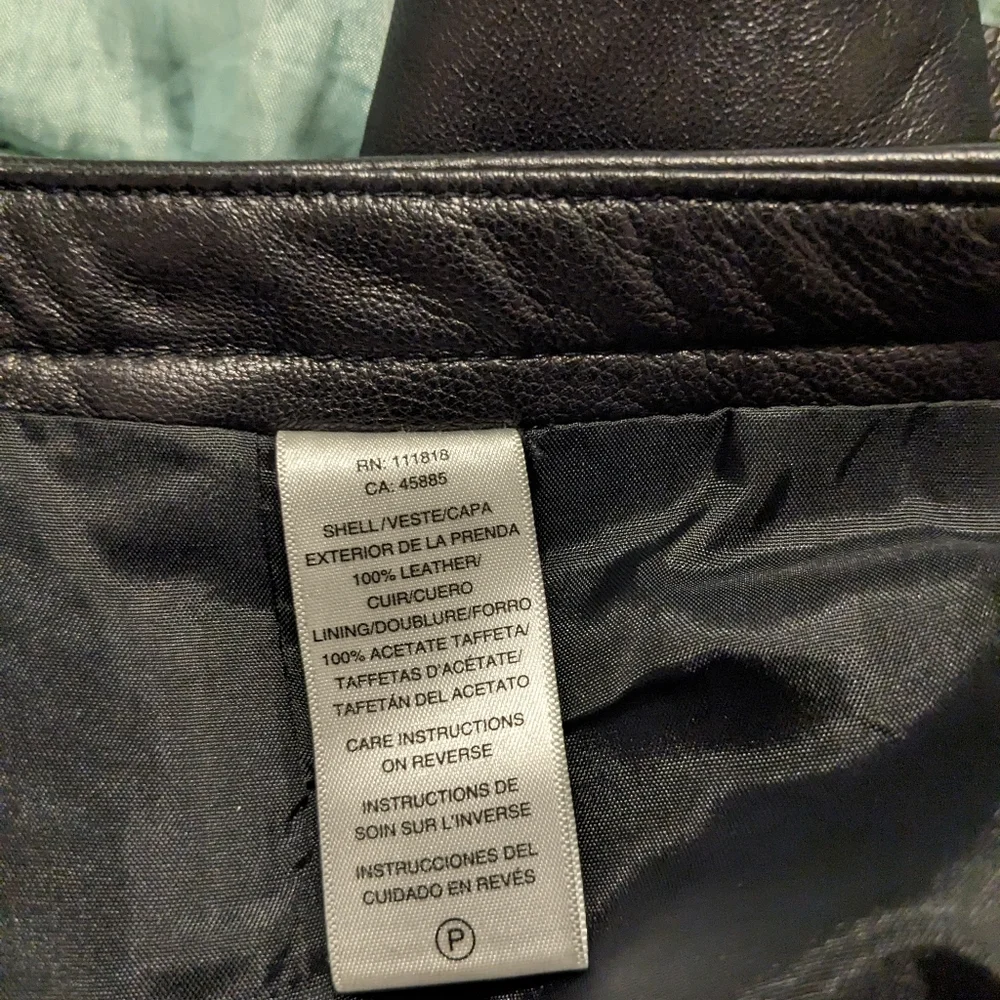 RN: 111818
CA: 45885
SHELL/VESTE/CAPA
EXTERIOR DE LA PRENDA
100% LEATHER/
CUIR/CUERO
LINING/DOUBLURE/FORRO
100% ACETATE TAFFETA/
TAFFETAS D'ACÉTATE/
TAFETÁN DEL ACETATO
CARE INSTRUCTIONS
ON REVERSE
INSTRUCTIONS DE
SOIN SUR L'INVERSE
INSTRUCCIONES DEL
CUIDADO EN REVÉS
P